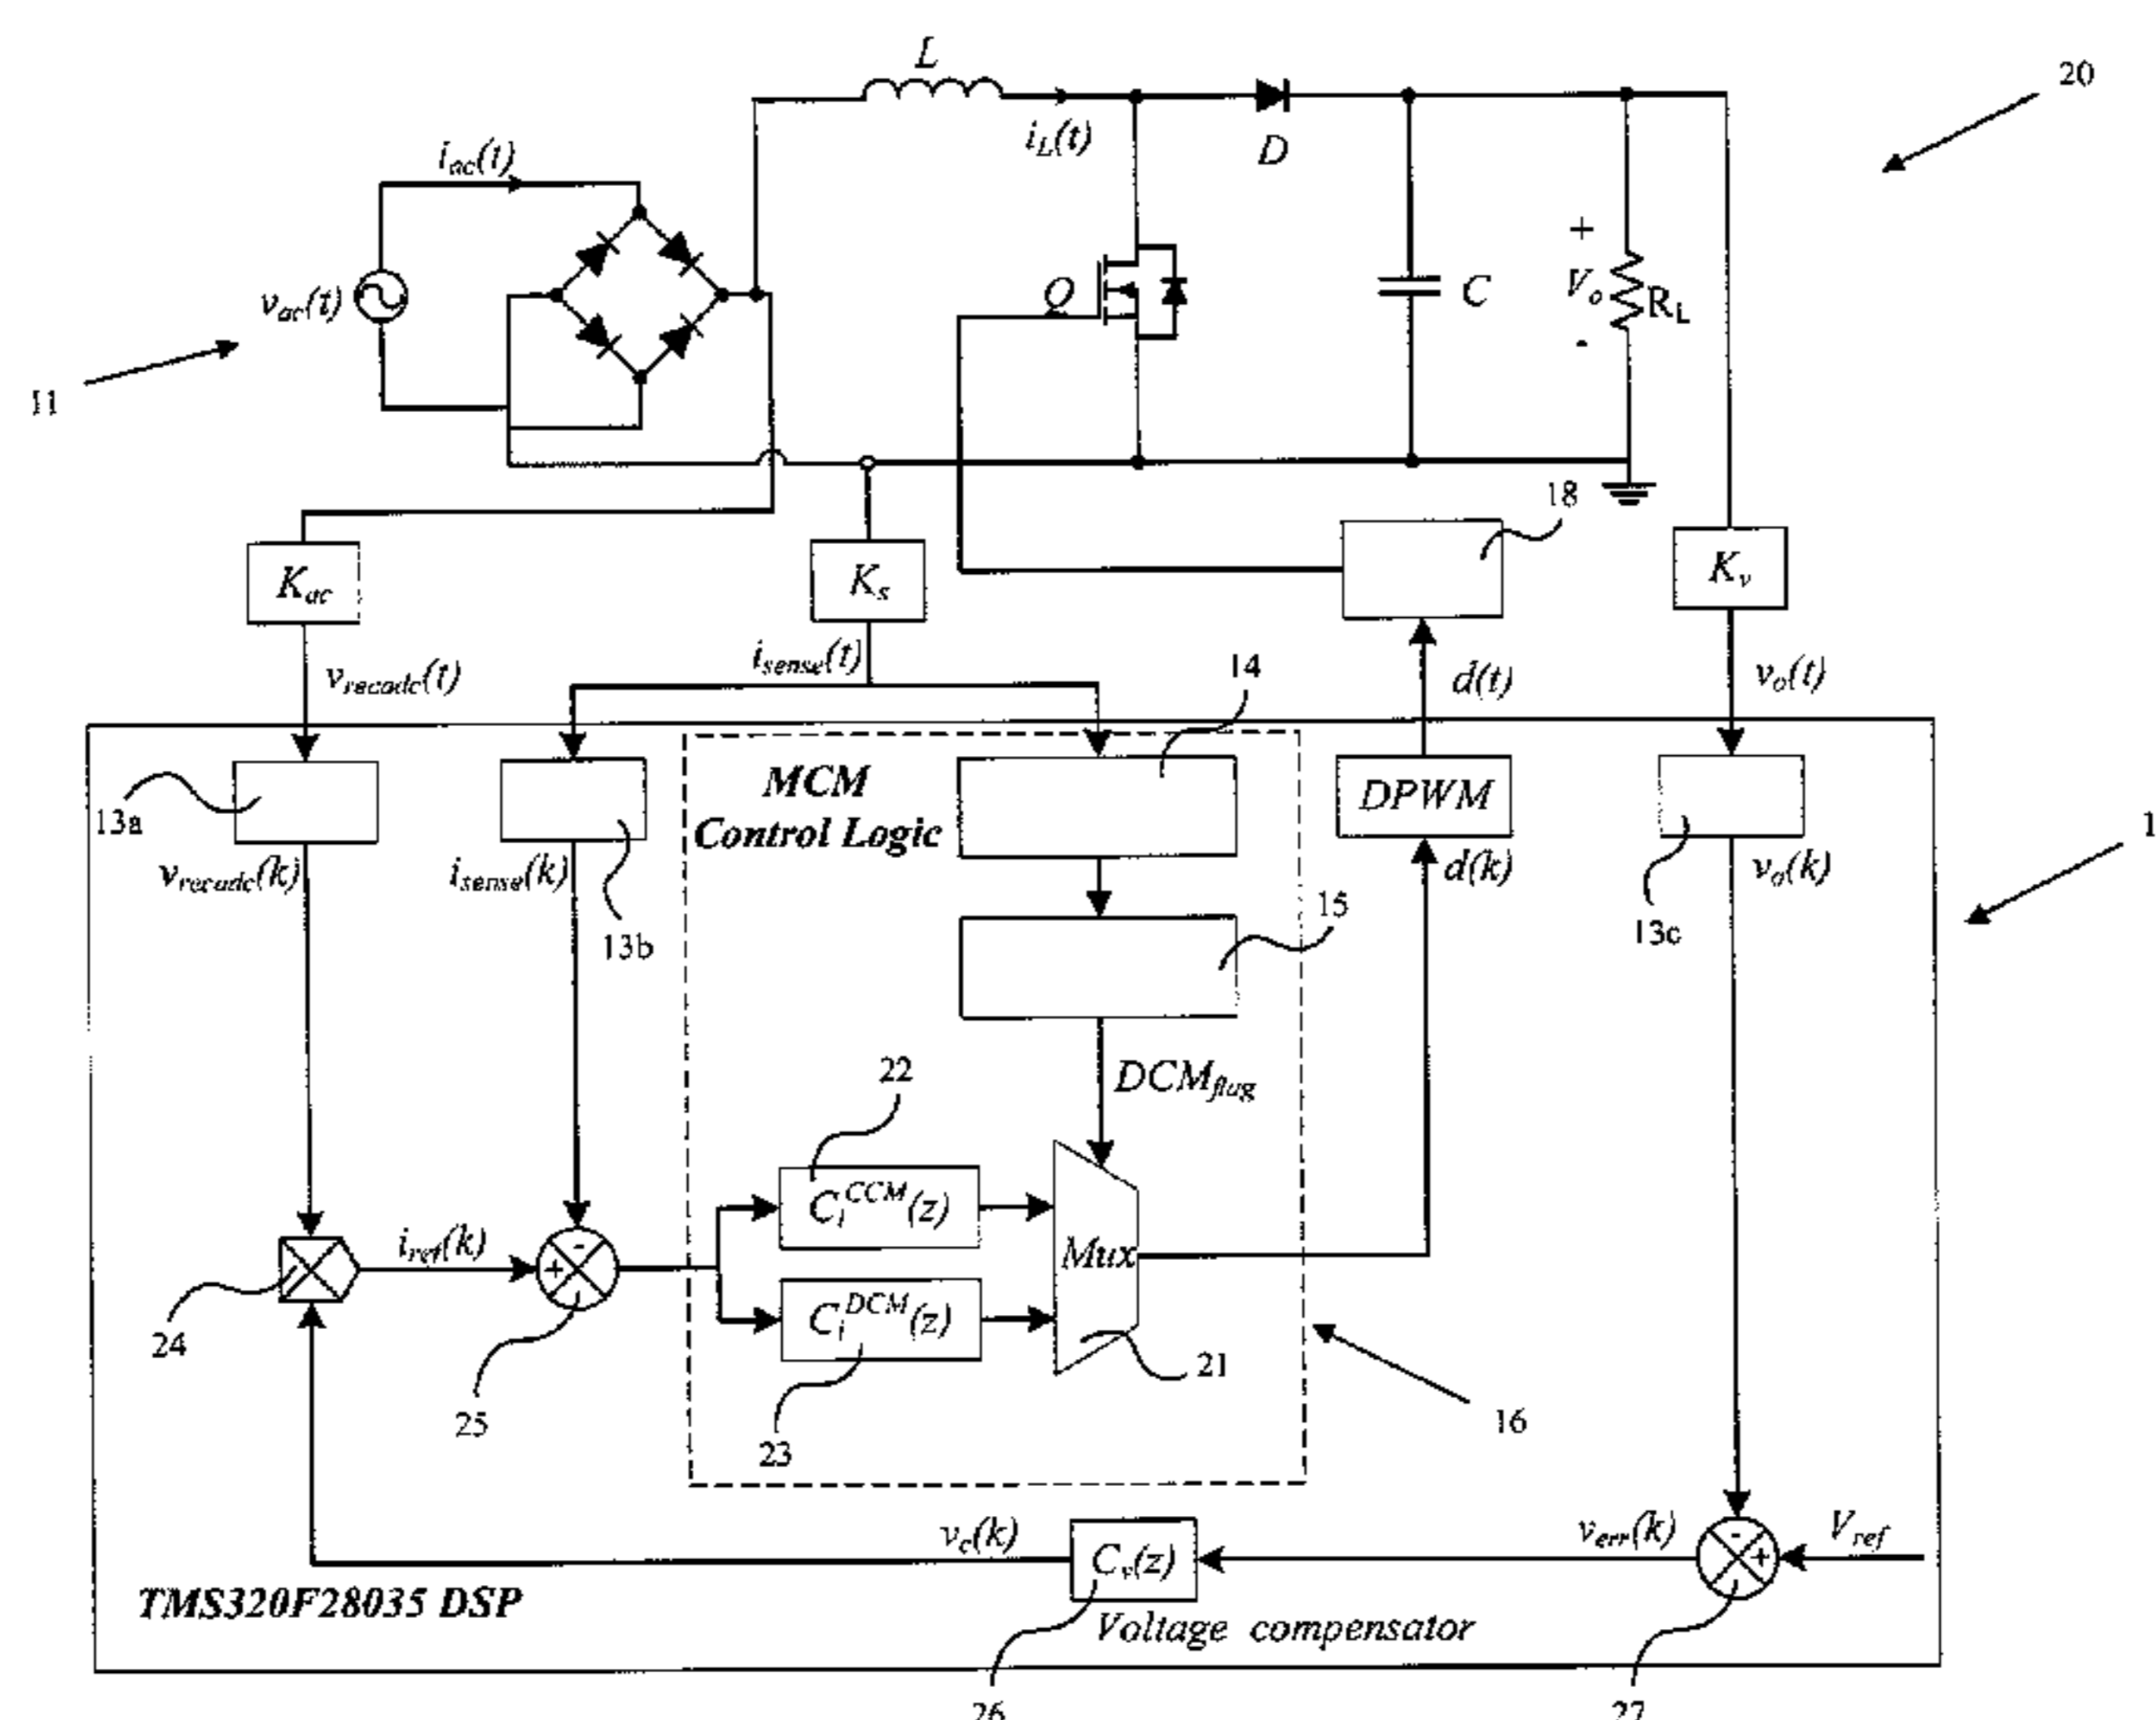 L
20
i_ac(t)
i_L(t)
D
v_ac(t)
Q
C
+
V_o
R_L
-
11
18
K_ac
K_s
K_v
v_recadc(t)
i_sense(t)
14
d(t)
v_o(t)
MCM
Control Logic
DPWM
13a
1
v_recadc(k)
i_sense(k)
d(k)
v_o(k)
15
13b
13c
DCM_flag
22
C_i^CCM(z)
i_ref(k)
-
+
Mux
C_i^DCM(z)
24
25
21
23
16
v_c(k)
C_v(z)
v_err(k)
-
+
V_ref
TMS320F28035 DSP
Voltage compensator
26
27